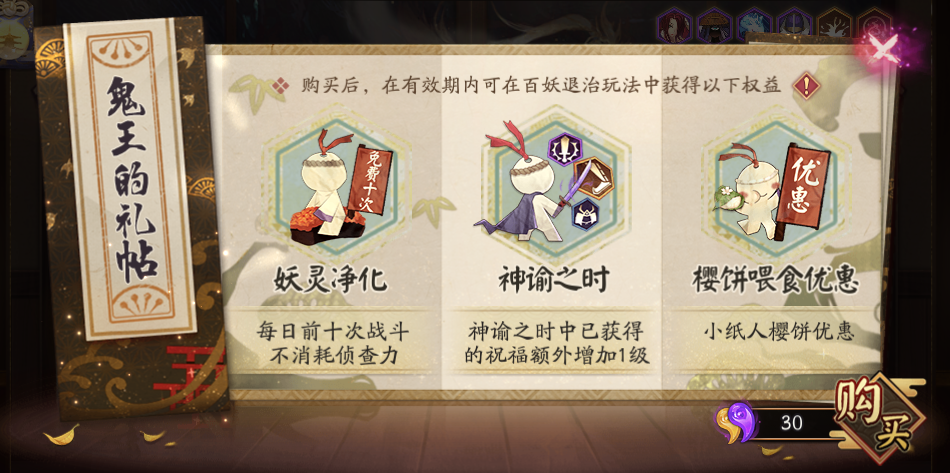 鬼王的礼帖
购买后，在有效期内可在百妖退治玩法中获得以下权益
免費十次
优惠
妖灵净化
神谕之时
樱饼喂食优惠
每日前十次战斗
不消耗侦查力
神谕之时中已获得
的祝福额外增加1级
小纸人樱饼优惠
30
购买